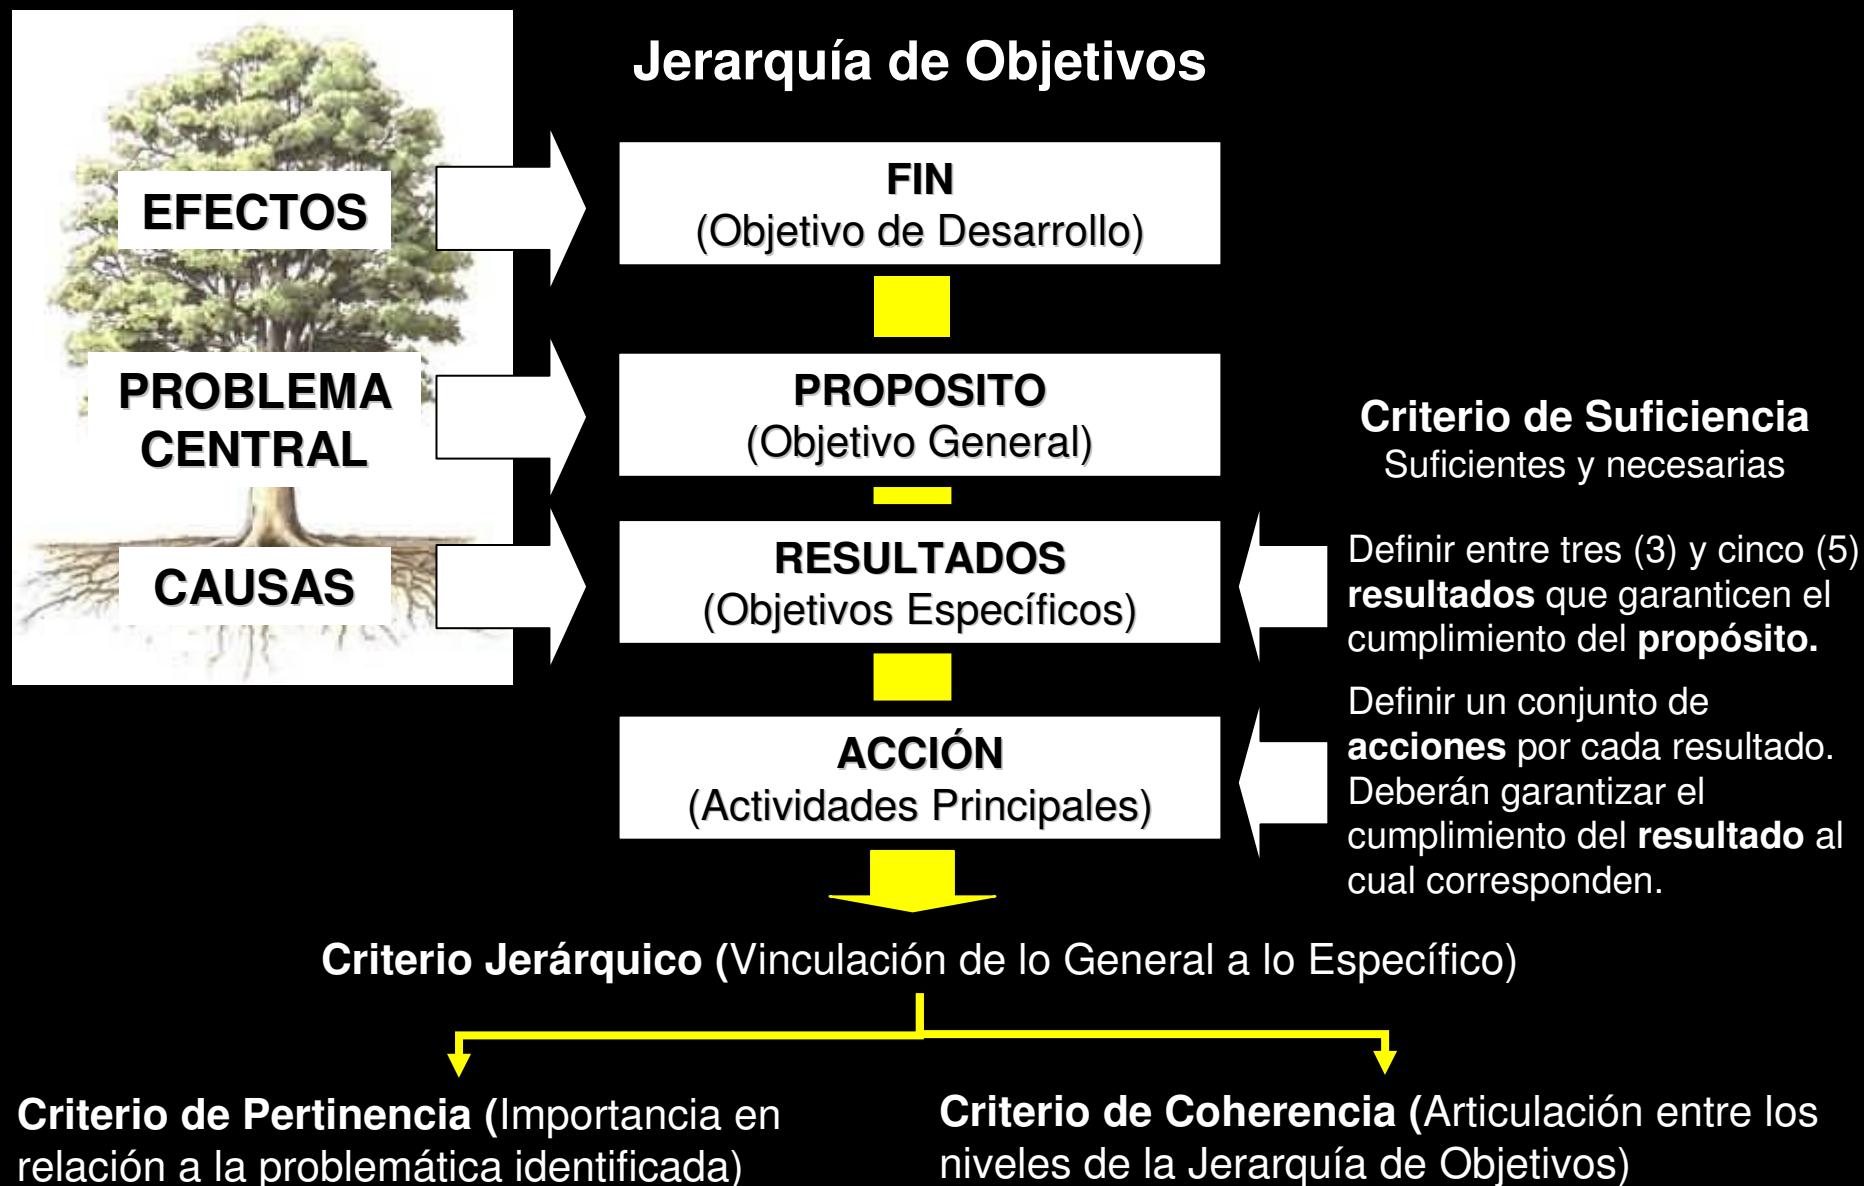 Jerarquía de Objetivos
EFECTOS
FIN
(Objetivo de Desarrollo)
PROBLEMA
CENTRAL
PROPOSITO
(Objetivo General)
Criterio de Suficiencia
Suficientes y necesarias
CAUSAS
RESULTADOS
(Objetivos Específicos)
Definir entre tres (3) y cinco (5)
resultados que garanticen el
cumplimiento del propósito.
ACCIÓN
(Actividades Principales)
Definir un conjunto de
acciones por cada resultado.
Deberán garantizar el
cumplimiento del resultado al
cual corresponden.
Criterio Jerárquico (Vinculación de lo General a lo Específico)
Criterio de Pertinencia (Importancia en
relación a la problemática identificada)
Criterio de Coherencia (Articulación entre los
niveles de la Jerarquía de Objetivos)